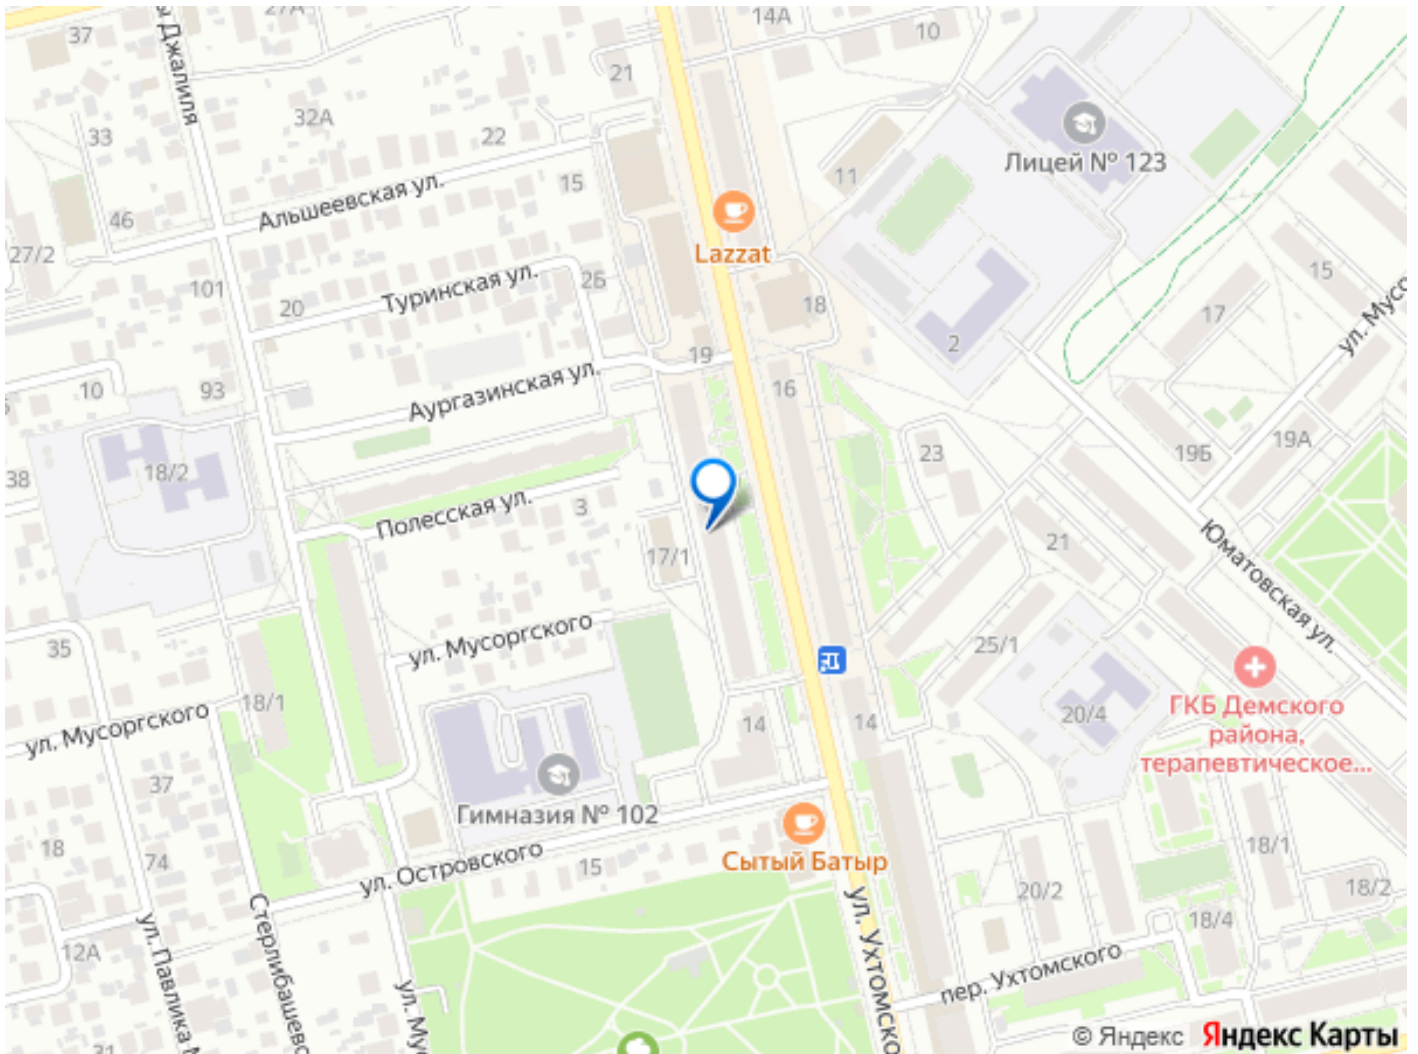 27А
14А
37
10
ы Джалиля
21
32А
33
22
11
Лицей № 123
15
Альшеевская ул.
46
Lazzat
27/2
15
2Б
101
Туринская ул.
17
20
18
ул. Мусо
2
19
10
93
Аургазинская ул.
16
18/2
23
19Б
19А
38
Полесская ул.
3
17/1
21
Юматовская ул.
ул. Мусоргского
35
25/1
18/1
ул. Мусоргского
20/4
ГКБ Демского
района,
терапевтическое...
14
14
37
Гимназия № 102
Сытый Батыр
18
74
ул. Островского
15
18/1
20/2
18/2
18/4
12А
ул. Павлика М
Стерлибашевс
ул. Мус
ул. Ухтомско
пер. Ухтомского
21
© Яндекс Яндекс Карты